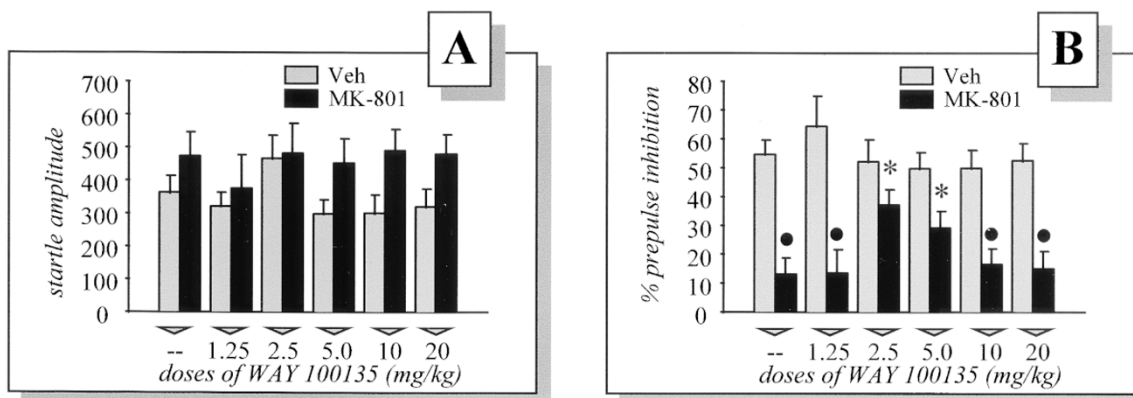 A
Veh
MK-801
startle amplitude
700
600
500
400
300
200
100
0
-- 1.25 2.5 5.0 10 20
doses of WAY 100135 (mg/kg)
B
Veh
MK-801
% prepulse inhibition
80
70
60
50
40
30
20
10
0
* *
-- 1.25 2.5 5.0 10 20
doses of WAY 100135 (mg/kg)